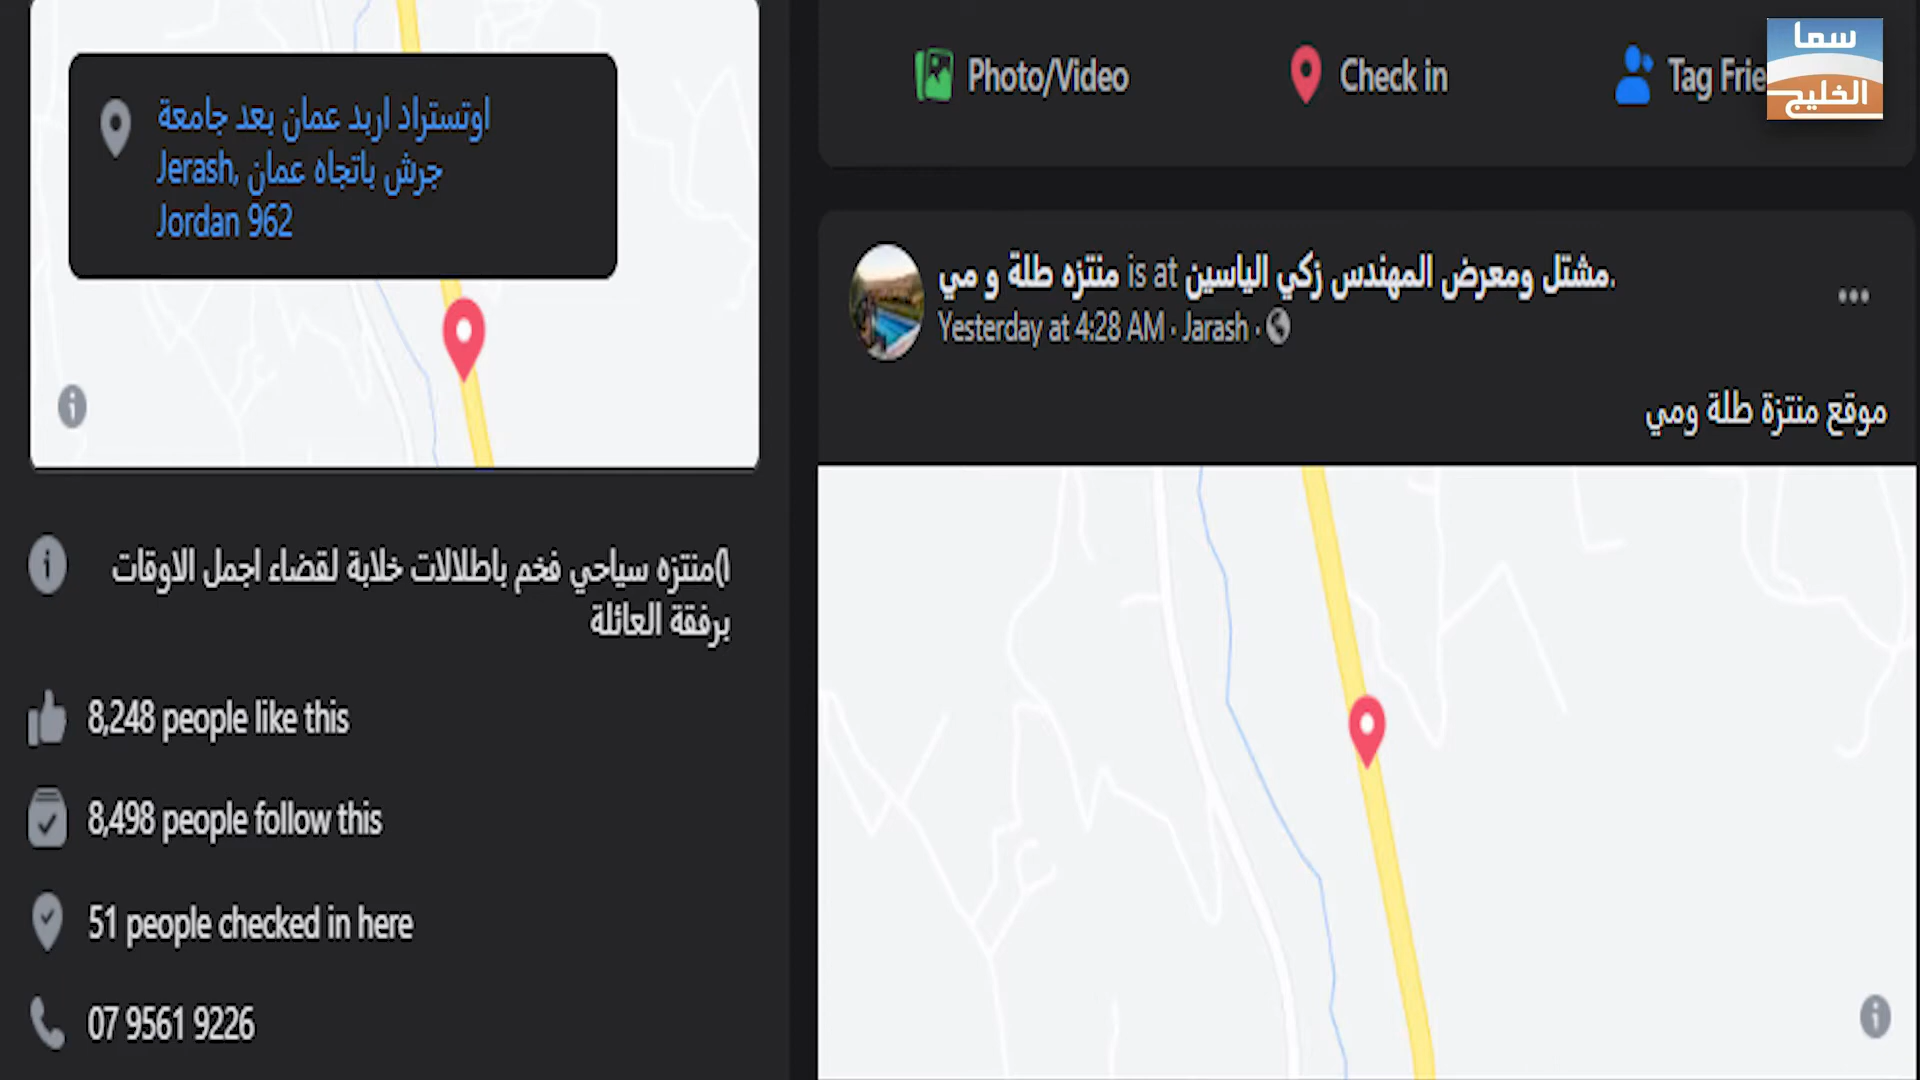 اوتستراد اربد عمان بعد جامعة
جرش باتجاه عمان Jerash,
Jordan 962
ا)منتزه سياحي فخم باطلالات خلابة لقضاء اجمل الاوقات
برفقة العائلة
8,248 people like this
8,498 people follow this
51 people checked in here
07 9561 9226
Photo/Video
Check in
Tag Frie
سما
الخليج
منتزه طلة و مي is at مشتل ومعرض المهندس زكي الياسين.
Yesterday at 4:28 AM · Jarash ·
موقع منتزة طلة ومي